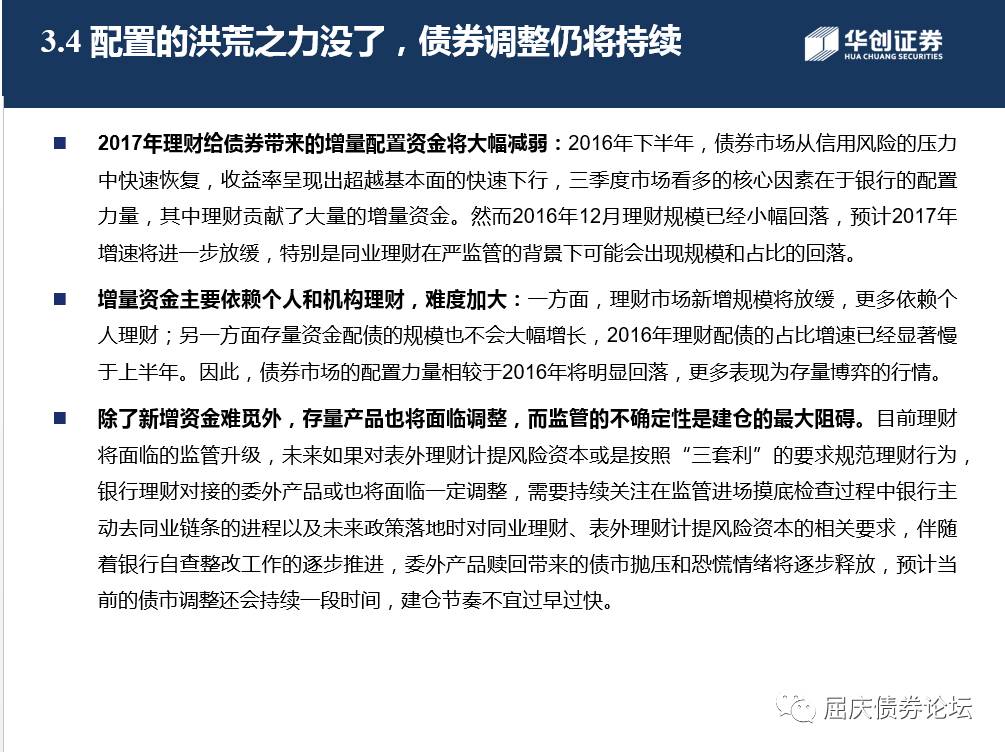 3.4 配置的洪荒之力没了，债券调整仍将持续
华创证券
HUA CHUANG SECURITIES
2017年理财给债券带来的增量配置资金将大幅减弱：2016年下半年，债券市场从信用风险的压力
中快速恢复，收益率呈现出超越基本面的快速下行，三季度市场看多的核心因素在于银行的配置
力量，其中理财贡献了大量的增量资金。然而2016年12月理财规模已经小幅回落，预计2017年
增速将进一步放缓，特别是同业理财在严监管的背景下可能会出现规模和占比的回落。
增量资金主要依赖个人和机构理财，难度加大：一方面，理财市场新增规模将放缓，更多依赖个
人理财；另一方面存量资金配债的规模也不会大幅增长，2016年理财配债的占比增速已经显著慢
于上半年。因此，债券市场的配置力量相较于2016年将明显回落，更多表现为存量博弈的行情。
除了新增资金难觅外，存量产品也将面临调整，而监管的不确定性是建仓的最大阻碍。目前理财
将面临的监管升级，未来如果对表外理财计提风险资本或是按照“三套利”的要求规范理财行为，
银行理财对接的委外产品或也将面临一定调整，需要持续关注在监管进场摸底检查过程中银行主
动去同业链条的进程以及未来政策落地时对同业理财、表外理财计提风险资本的相关要求，伴随
着银行自查整改工作的逐步推进，委外产品赎回带来的债市抛压和恐慌情绪将逐步释放，预计当
前的债市调整还会持续一段时间，建仓节奏不宜过早过快。
屈庆债券论坛